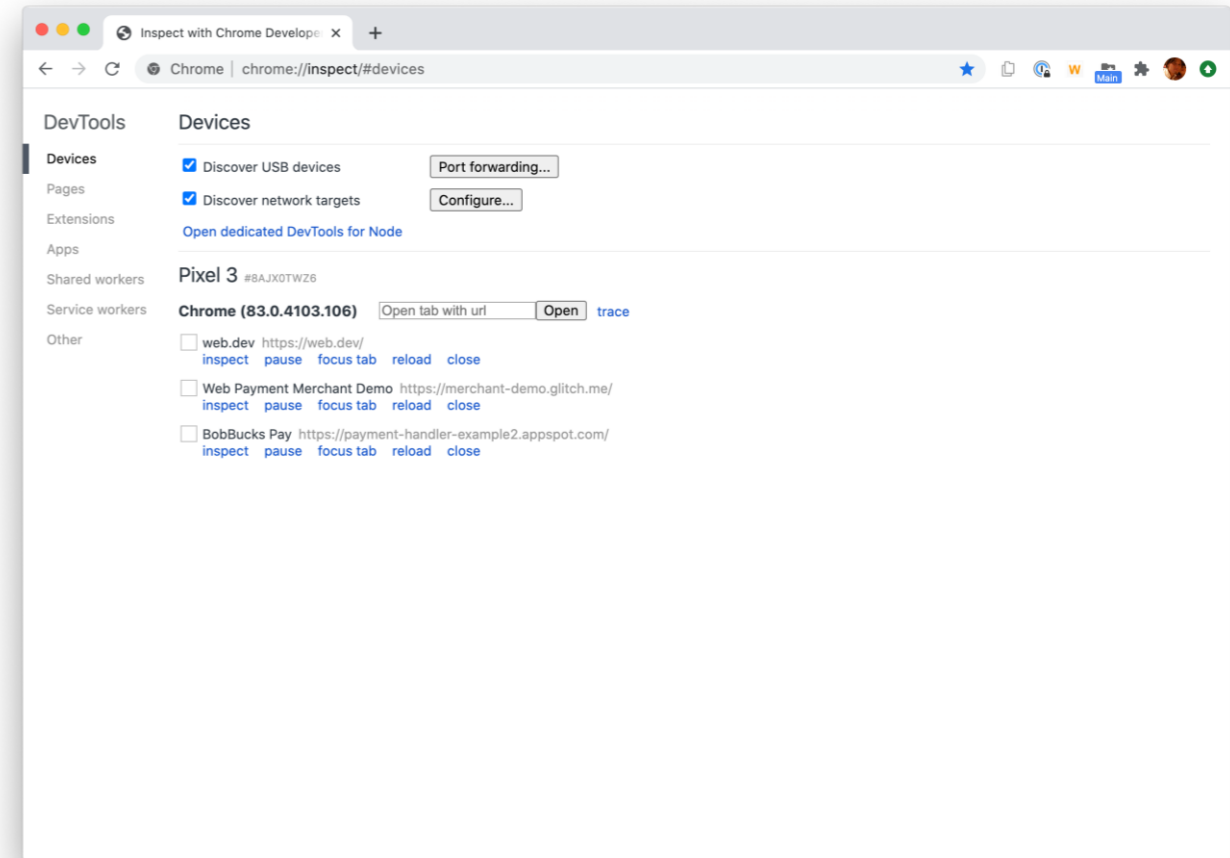 Inspect with Chrome Develope
Chrome | chrome://inspect/#devices
W
Main
DevTools
Devices
Pages
Extensions
Apps
Shared workers
Service workers
Other
Devices
Discover USB devices Port forwarding...
Discover network targets Configure...
Open dedicated DevTools for Node
Pixel 3 #8AJX0TWZ6
Chrome (83.0.4103.106) Open tab with url Open trace
web.dev https://web.dev/
inspect pause focus tab reload close
Web Payment Merchant Demo https://merchant-demo.glitch.me/
inspect pause focus tab reload close
BobBucks Pay https://payment-handler-example2.appspot.com/
inspect pause focus tab reload close